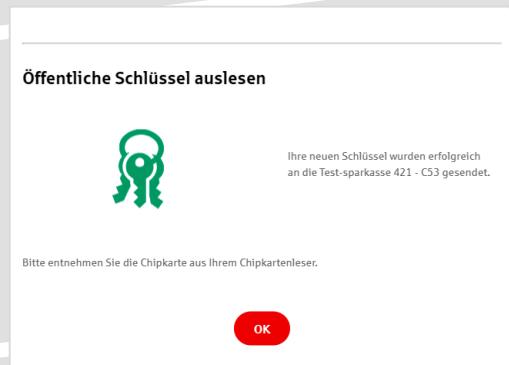 Öffentliche Schlüssel auslesen
Ihre neuen Schlüssel wurden erfolgreich
an die Test-sparkasse 421 - C53 gesendet.
Bitte entnehmen Sie die Chipkarte aus Ihrem Chipkartenleser.
OK